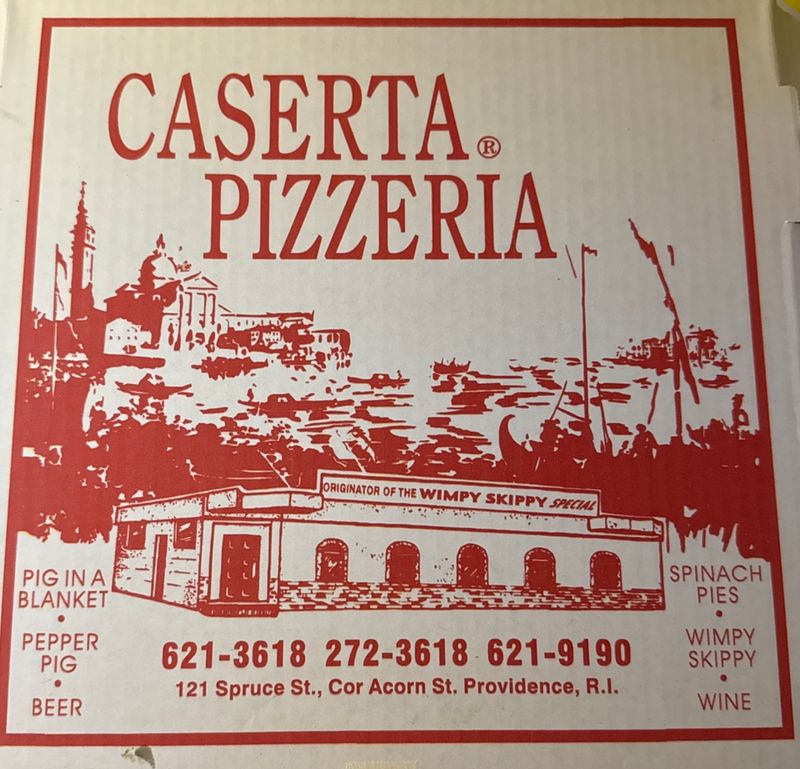 CASERTA®
PIZZERIA
ORIGINATOR OF THE WIMPY SKIPPY SPECIAL
PIG IN A
BLANKET
•
PEPPER
PIG
•
BEER
SPINACH
PIES
•
WIMPY
SKIPPY
•
WINE
621-3618 272-3618 621-9190
121 Spruce St., Cor Acorn St. Providence, R.I.